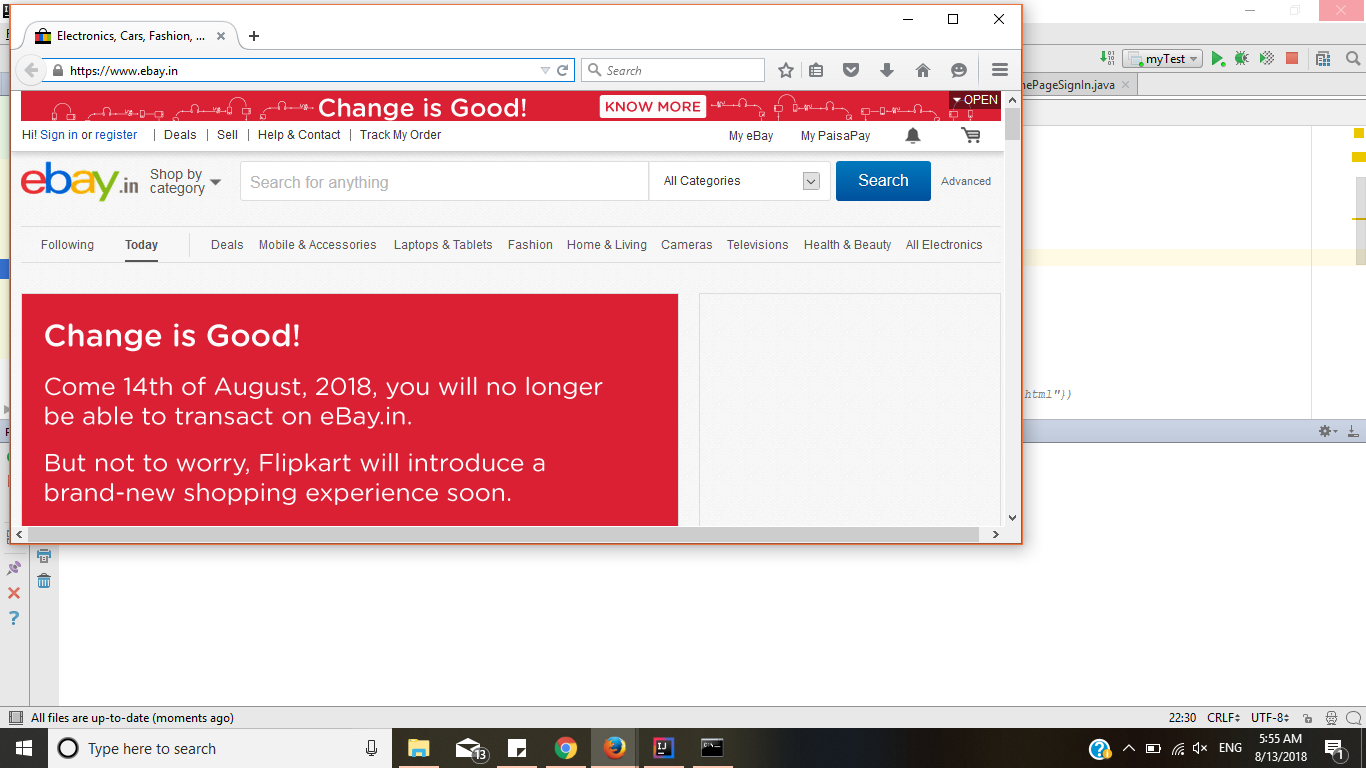 Electronics, Cars, Fashion, ...
https://www.ebay.in
Search
Change is Good!
KNOW MORE
OPEN
Hi! Sign in or register
Deals
Sell
Help & Contact
Track My Order
My eBay
My PaisaPay
ebay.in
Shop by
category
Search for anything
All Categories
Search
Advanced
Following
Today
Deals
Mobile & Accessories
Laptops & Tablets
Fashion
Home & Living
Cameras
Televisions
Health & Beauty
All Electronics
Change is Good!
Come 14th of August, 2018, you will no longer
be able to transact on eBay.in.
But not to worry, Flipkart will introduce a
brand-new shopping experience soon.
myTest
mePageSignIn.java
html"})
All files are up-to-date (moments ago)
22:30
CRLF
UTF-8
Type here to search
13
IJ
ENG
5:55 AM
8/13/2018
1